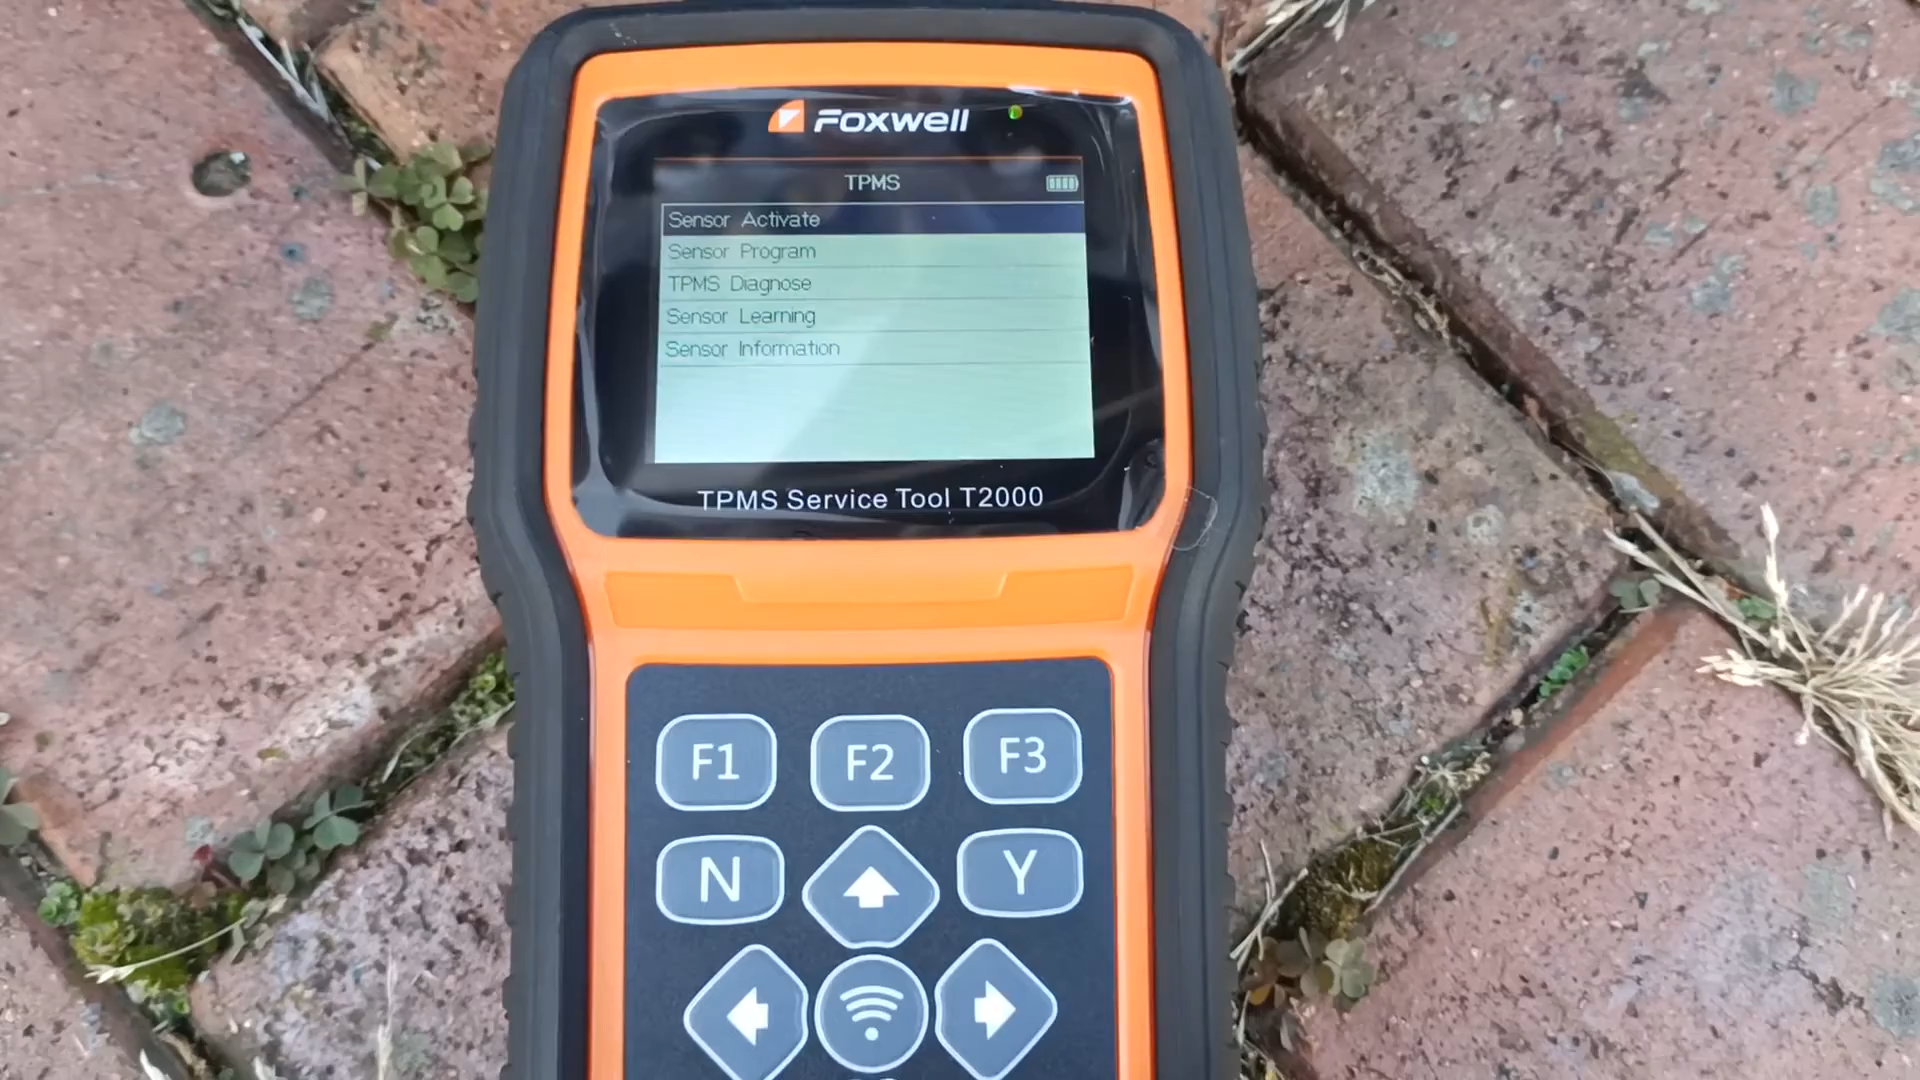 Foxwell
TPMS
Sensor Activate
Sensor Program
TPMS Diagnose
Sensor Learning
Sensor Information
TPMS Service Tool T2000
F1 F2 F3
N Y